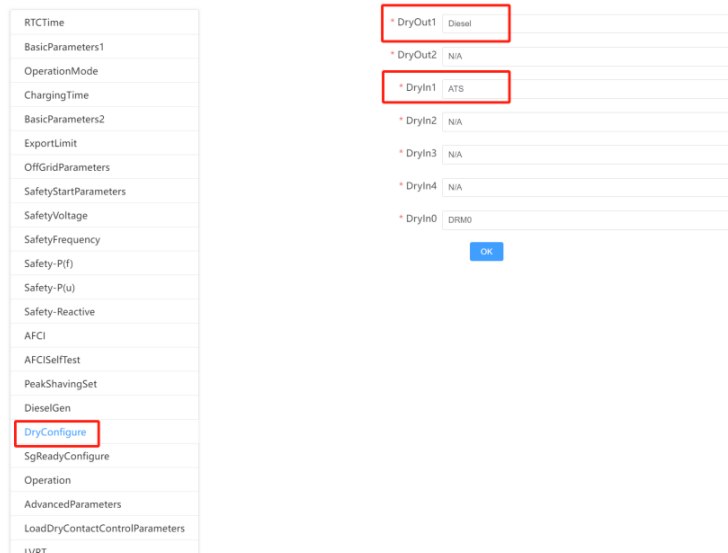 RTCTime
BasicParameters1
OperationMode
ChargingTime
BasicParameters2
ExportLimit
OffGridParameters
SafetyStartParameters
SafetyVoltage
SafetyFrequency
Safety-P(f)
Safety-P(u)
Safety-Reactive
AFCI
AFCISelfTest
PeakShavingSet
DieselGen
DryConfigure
SgReadyConfigure
Operation
AdvancedParameters
LoadDryContactControlParameters
LVRT
* DryOut1 Diesel
* DryOut2 N/A
* DryIn1 ATS
* DryIn2 N/A
* DryIn3 N/A
* DryIn4 N/A
* DryIn0 DRM0
OK